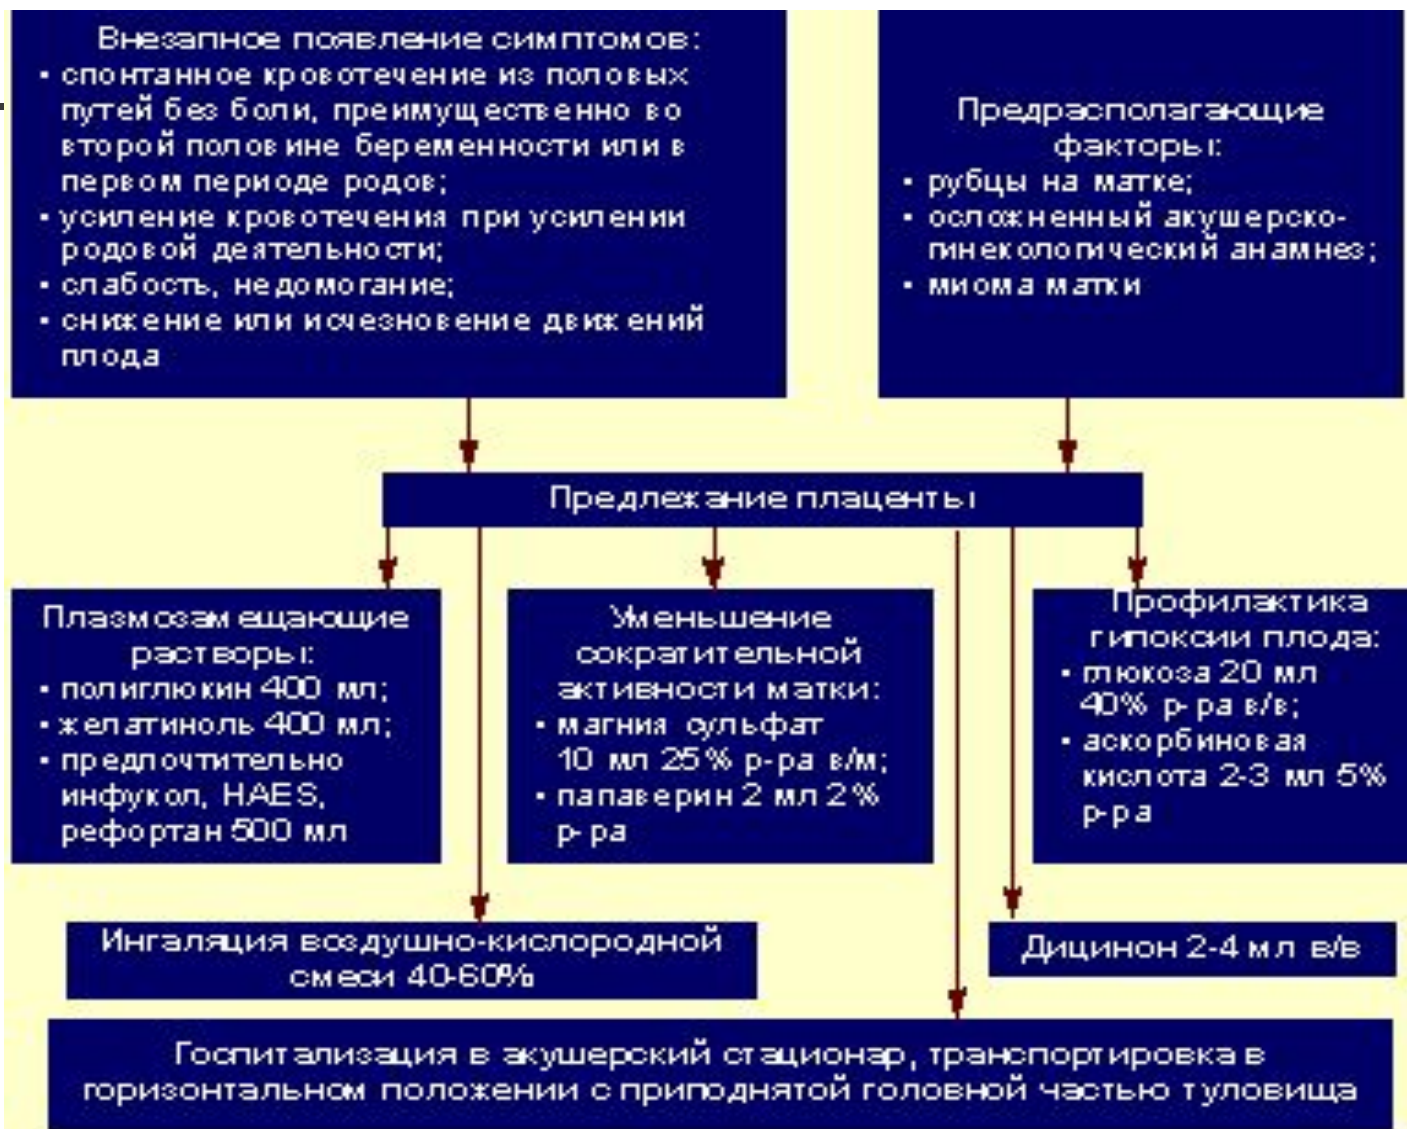 Внезапное появление симптомов:
• спонтанное кровотечение из половых
путей без боли, преимущественно во
второй половине беременности или в
первом периоде родов;
• усиление кровотечения при усилении
родовой деятельности;
• слабость, недомогание;
• снижение или исчезновение движений
плода
Предрасполагающие
факторы:
• рубцы на матке;
• осложненный акушерско-
гинекологический анамнез;
• миома матки
Предлежание плаценты
Плазмозамещающие
растворы:
• полиглюкин 400 мл;
• желатиноль 400 мл;
• предпочтительно
инфукол, HAES,
рефортан 500 мл
Уменьшение
сократительной
активности матки:
• магния сульфат
10 мл 25% р-ра в/м;
• папаверин 2 мл 2%
р-ра
Профилактика
гипоксии плода:
• глюкоза 20 мл
40% р-ра в/в;
• аскорбиновая
кислота 2-3 мл 5%
р-ра
Ингаляция воздушно-кислородной
смеси 40-60%
Дицинон 2-4 мл в/в
Госпитализация в акушерский стационар, транспортировка в
горизонтальном положении с приподнятой головной частью туловища